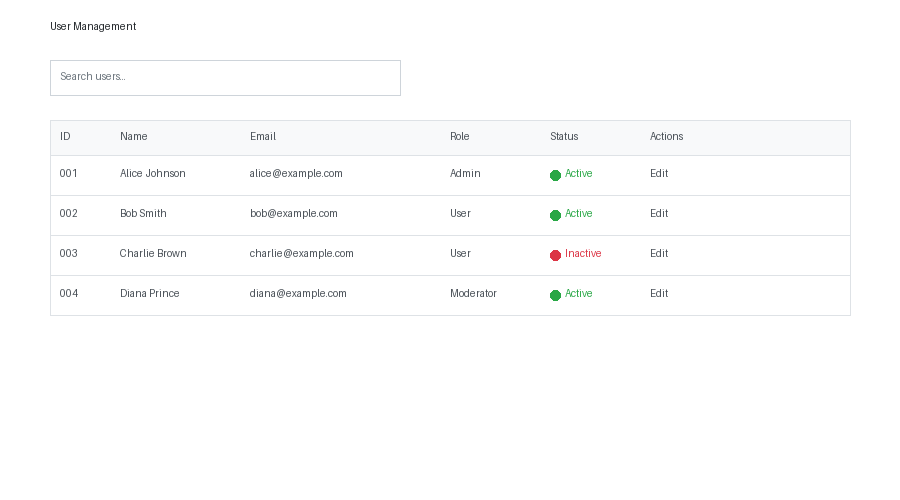 User Management
Search users...
ID Name Email Role Status Actions
001 Alice Johnson alice@example.com Admin Active Edit
002 Bob Smith bob@example.com User Active Edit
003 Charlie Brown charlie@example.com User Inactive Edit
004 Diana Prince diana@example.com Moderator Active Edit